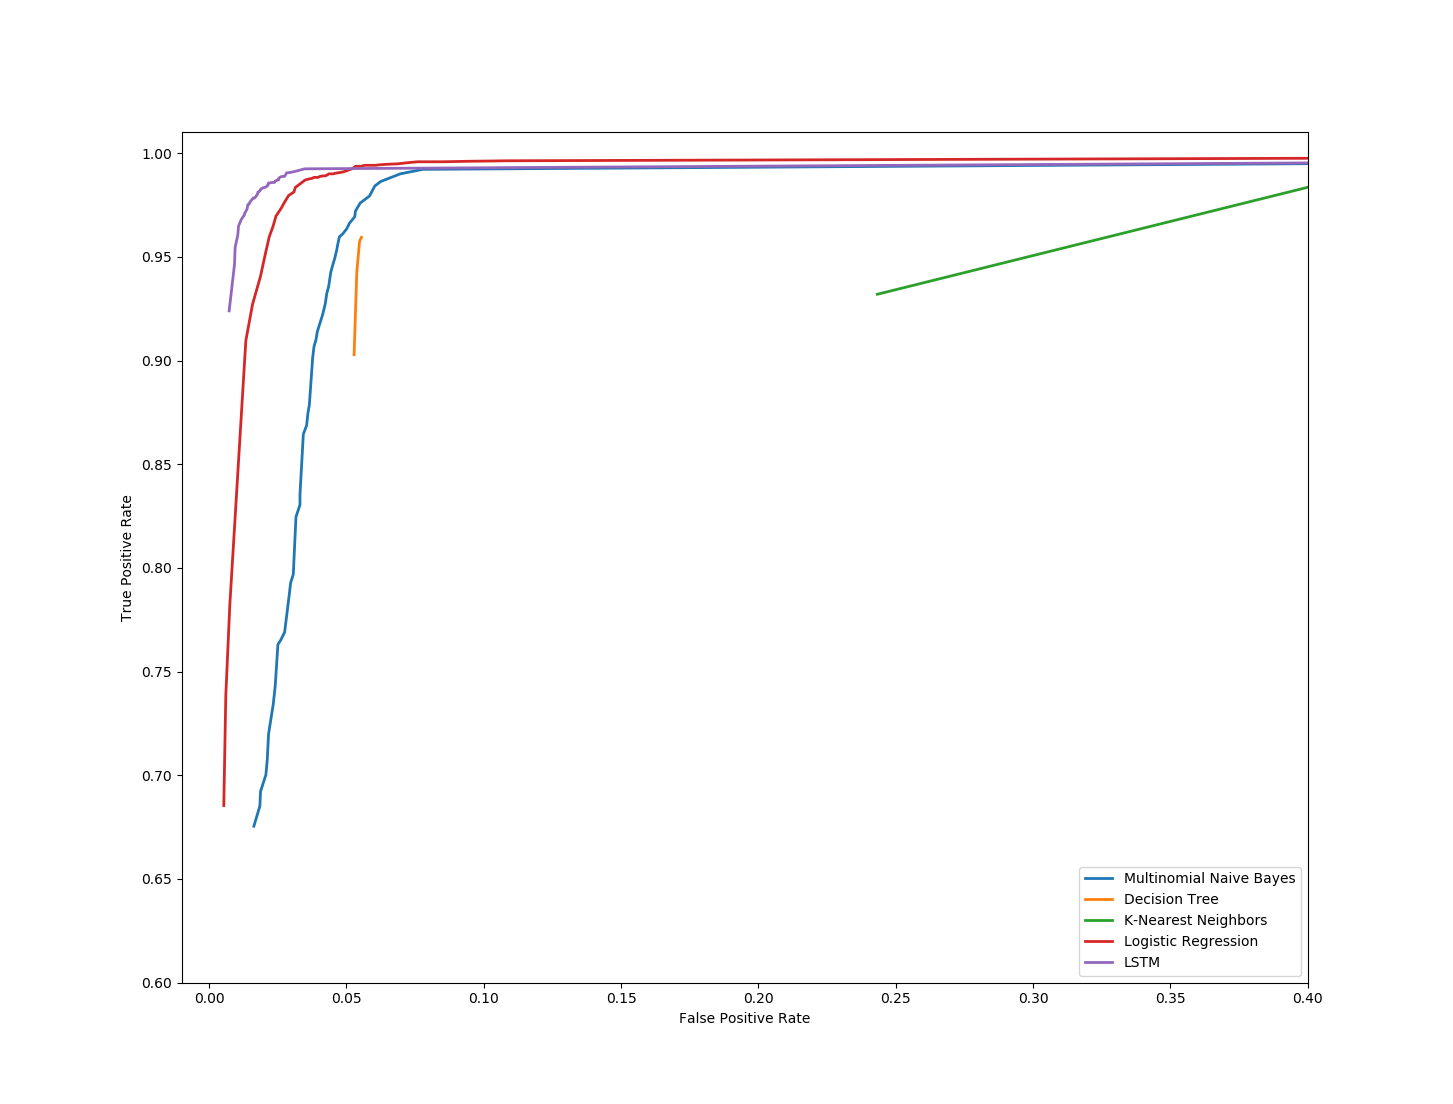 1.00
0.95
0.90
0.85
0.80
0.75
0.70
0.65
0.60
True Positive Rate
0.00 0.05 0.10 0.15 0.20 0.25 0.30 0.35 0.40
False Positive Rate
Multinomial Naive Bayes
Decision Tree
K-Nearest Neighbors
Logistic Regression
LSTM